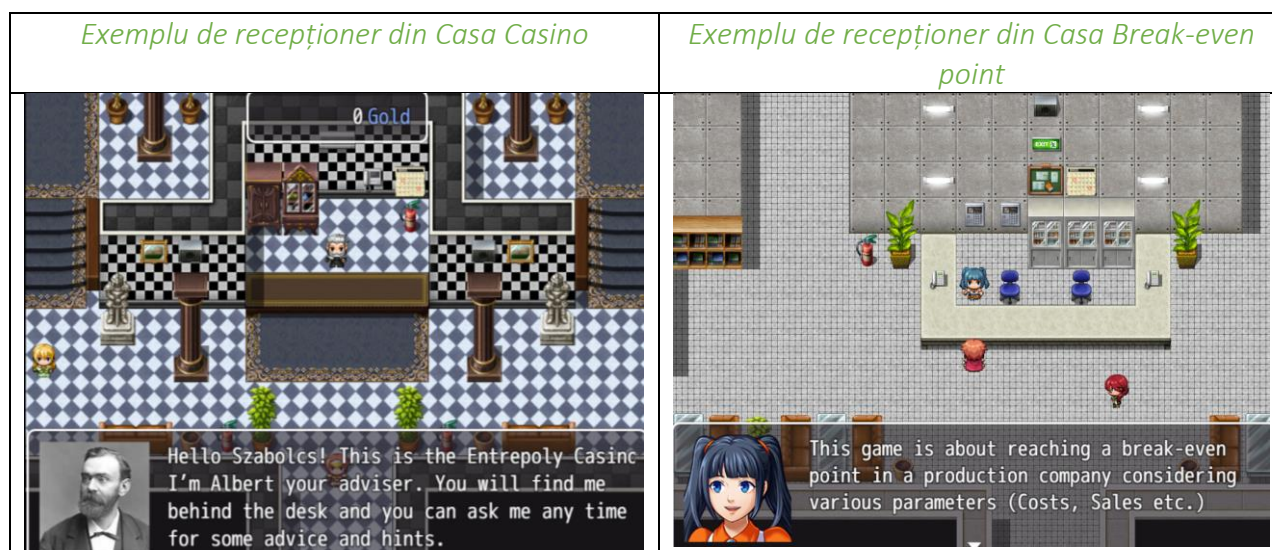 Exemplu de recepționer din Casa Casino
Exemplu de recepționer din Casa Break-even
point
0 Gold
EXIT
Hello Szabolcs! This is the Entrepoly Casinc
I'm Albert your adviser. You will find me
behind the desk and you can ask me any time
for some advice and hints.
This game is about reaching a break-even
point in a production company considering
various parameters (Costs, Sales etc.)